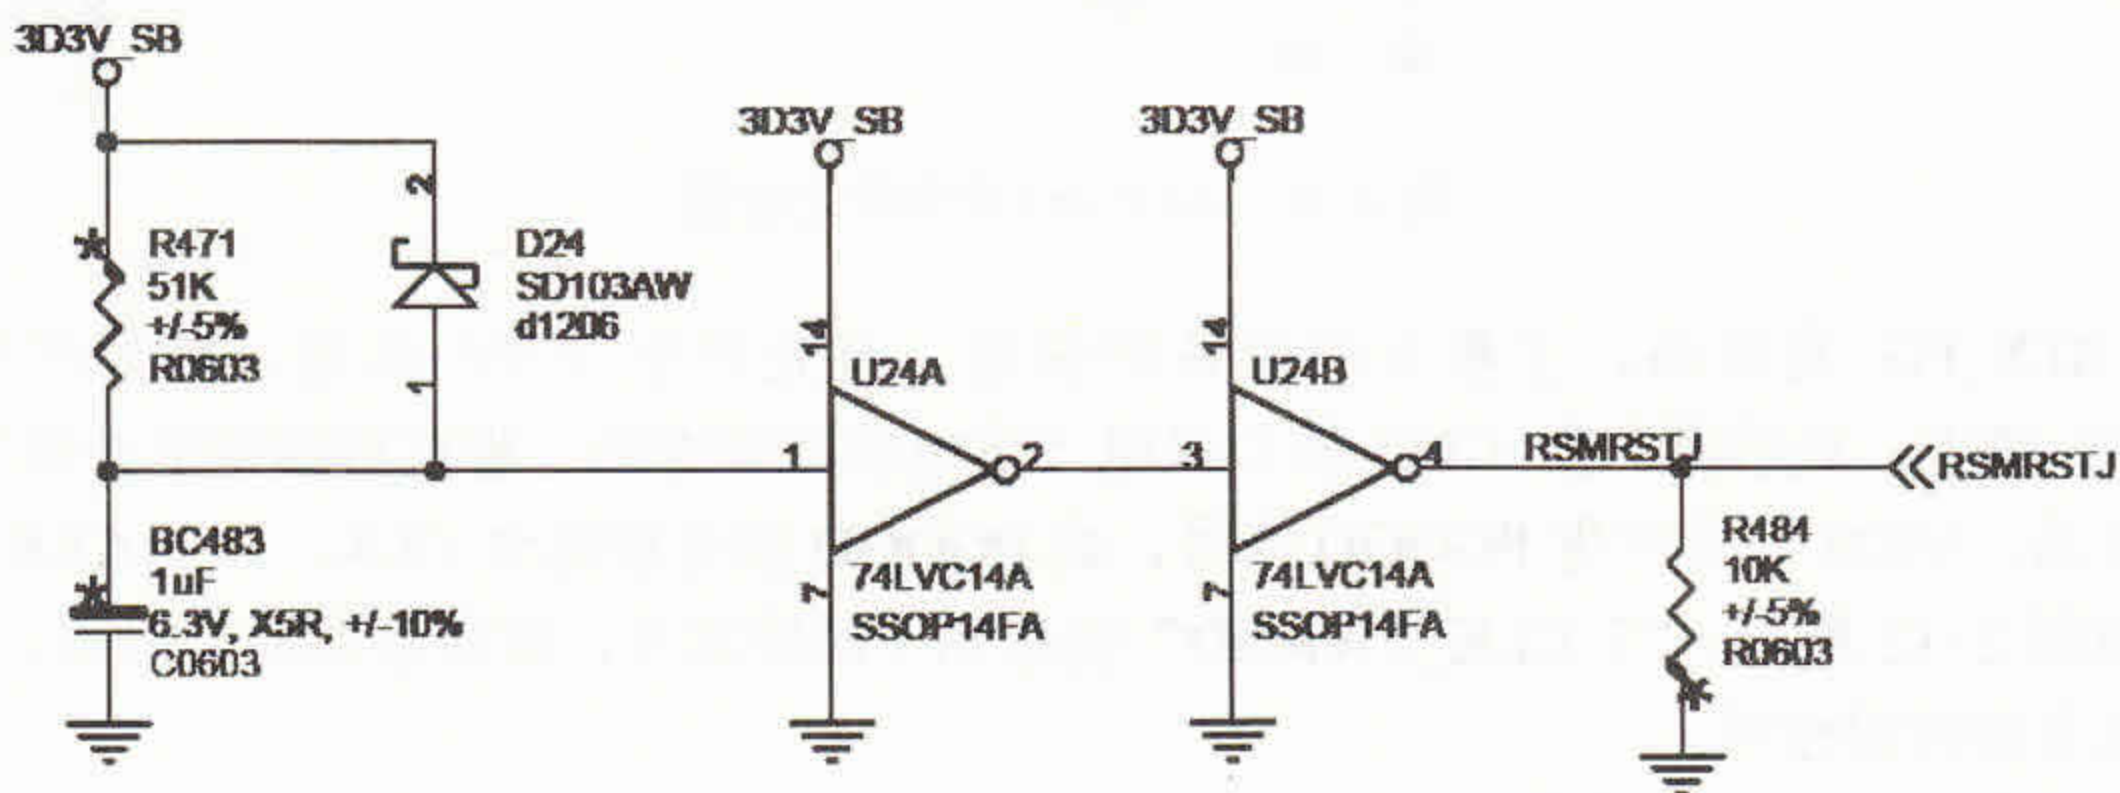 3D3V_SB
R471
51K
+/-5%
R0603
2
D24
SD103AW
d1206
1
BC483
1uF
6.3V, X5R, +/-10%
C0603
3D3V_SB
14
U24A
1
2
7
74LVC14A
SSOP14FA
3D3V_SB
14
U24B
3
4
7
74LVC14A
SSOP14FA
RSMRSTJ
RSMRSTJ
R484
10K
+/-5%
R0603